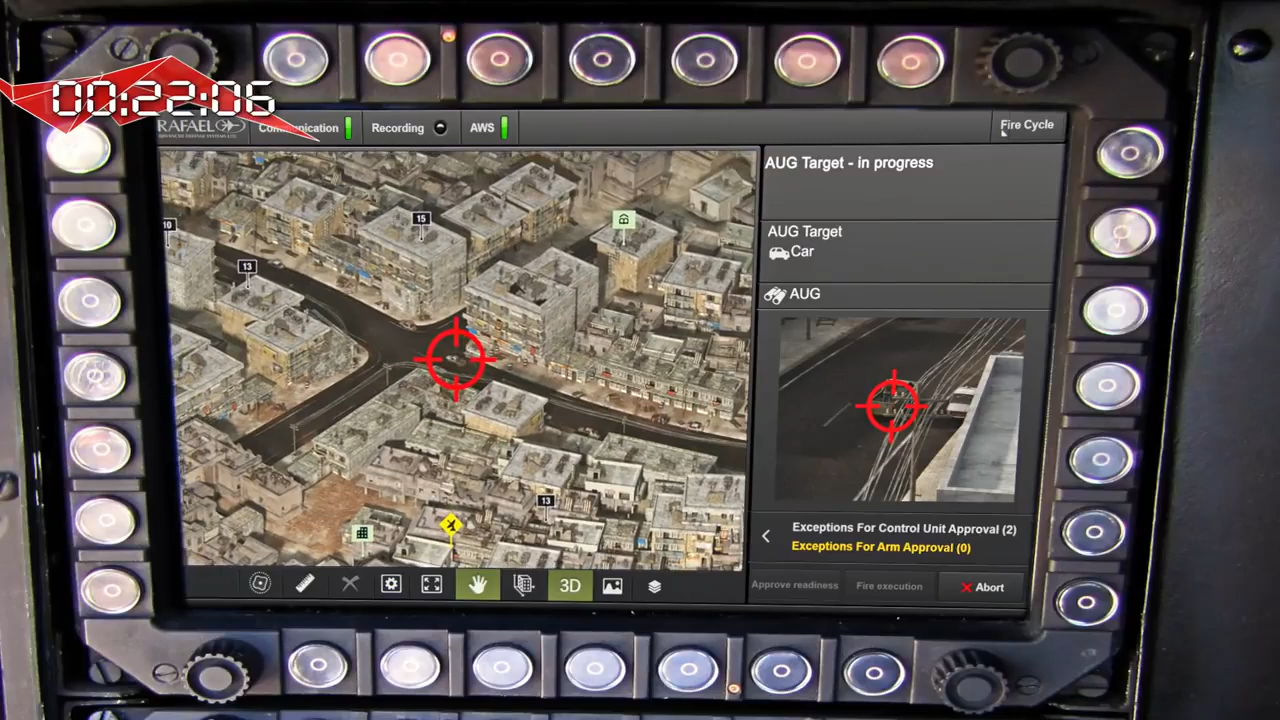 00:22:06
RAFAEL
Communication
Recording
AWS
Fire Cycle
AUG Target - in progress
AUG Target
Car
AUG
10
15
13
13
Exceptions For Control Unit Approval (2)
Exceptions For Arm Approval (0)
3D
Approve readiness
Fire execution
Abort